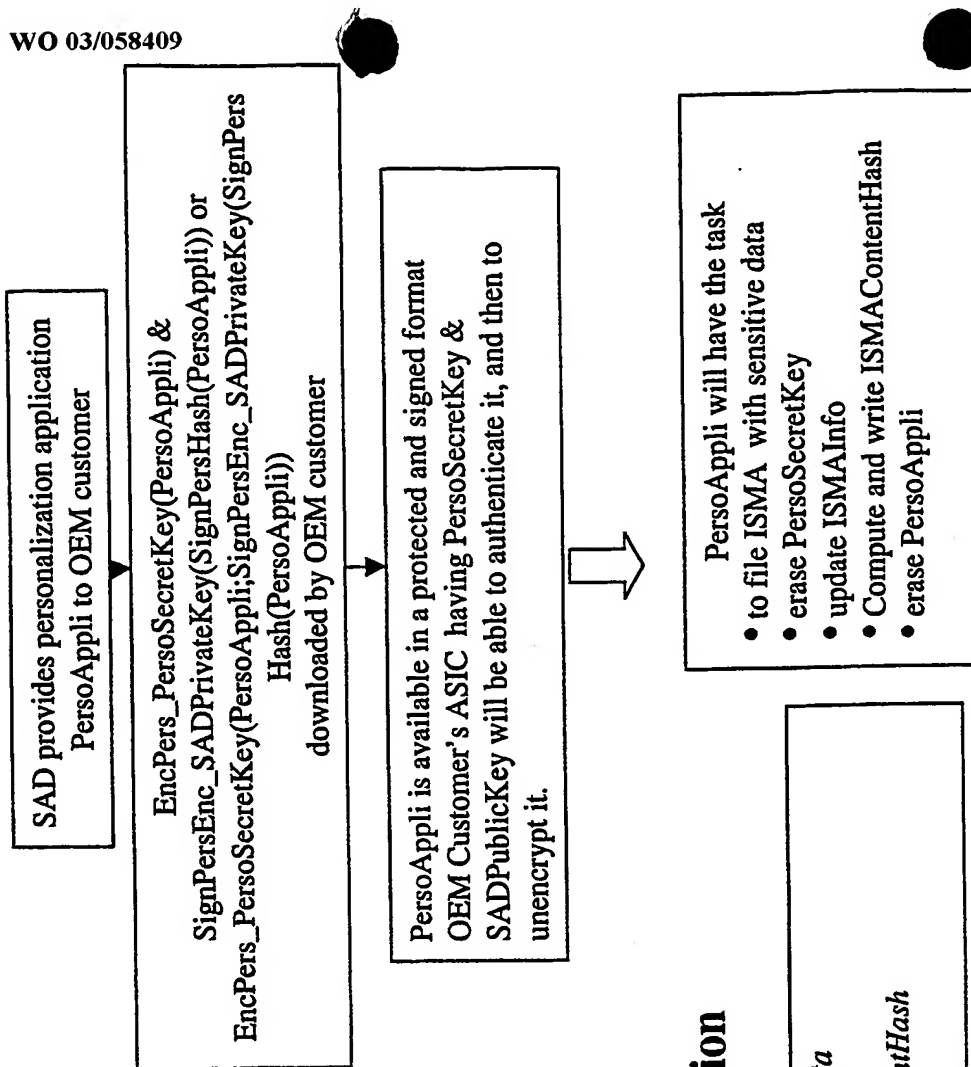 WO 03/058409
SAD provides personalization application
PersoAppli to OEM customer
EncPers_PersoSecretKey(PersoAppli) &
SignPersEnc_SADPrivateKey(SignPersHash(PersoAppli)) or
EncPers_PersoSecretKey(PersoAppli;SignPersEnc_SADPrivateKey(SignPers
Hash(PersoAppli))
downloaded by OEM customer
PersoAppli is available in a protected and signed format
OEM Customer's ASIC having PersoSecretKey &
SADPublicKey will be able to authenticate it, and then to
unencrypt it.
PersoAppli will have the task
• to file ISMA with sensitive data
• erase PersoSecretKey
• update ISMAInfo
• Compute and write ISMAContentHash
• erase PersoAppli
ion
ta
ntHash